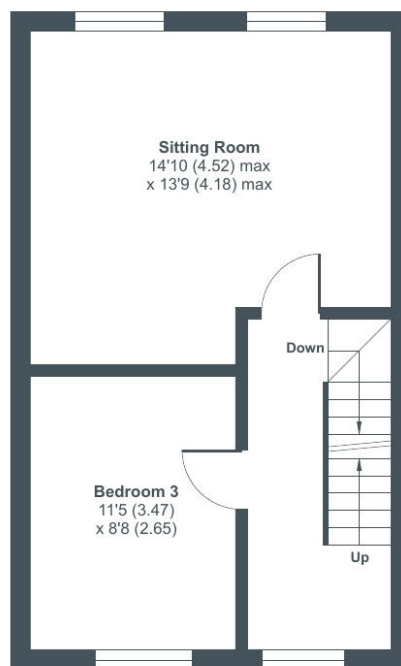 Sitting Room
14'10 (4.52) max
x 13'9 (4.18) max
Down
Bedroom 3
11'5 (3.47)
x 8'8 (2.65)
Up